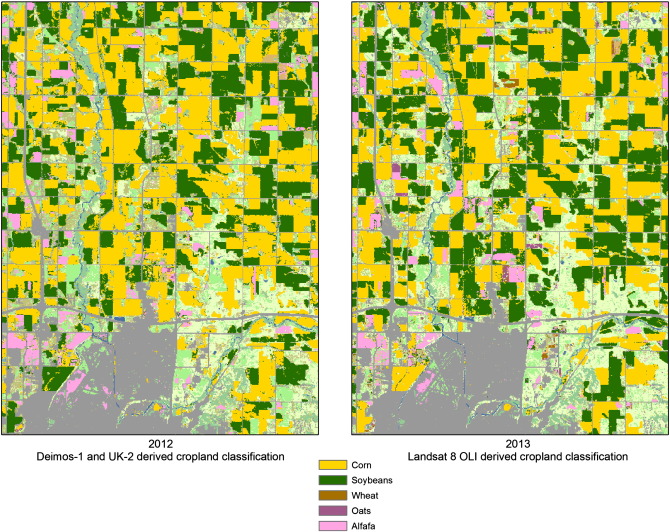 2012
Deimos-1 and UK-2 derived cropland classification
2013
Landsat 8 OLI derived cropland classification
Corn
Soybeans
Wheat
Oats
Alfafa